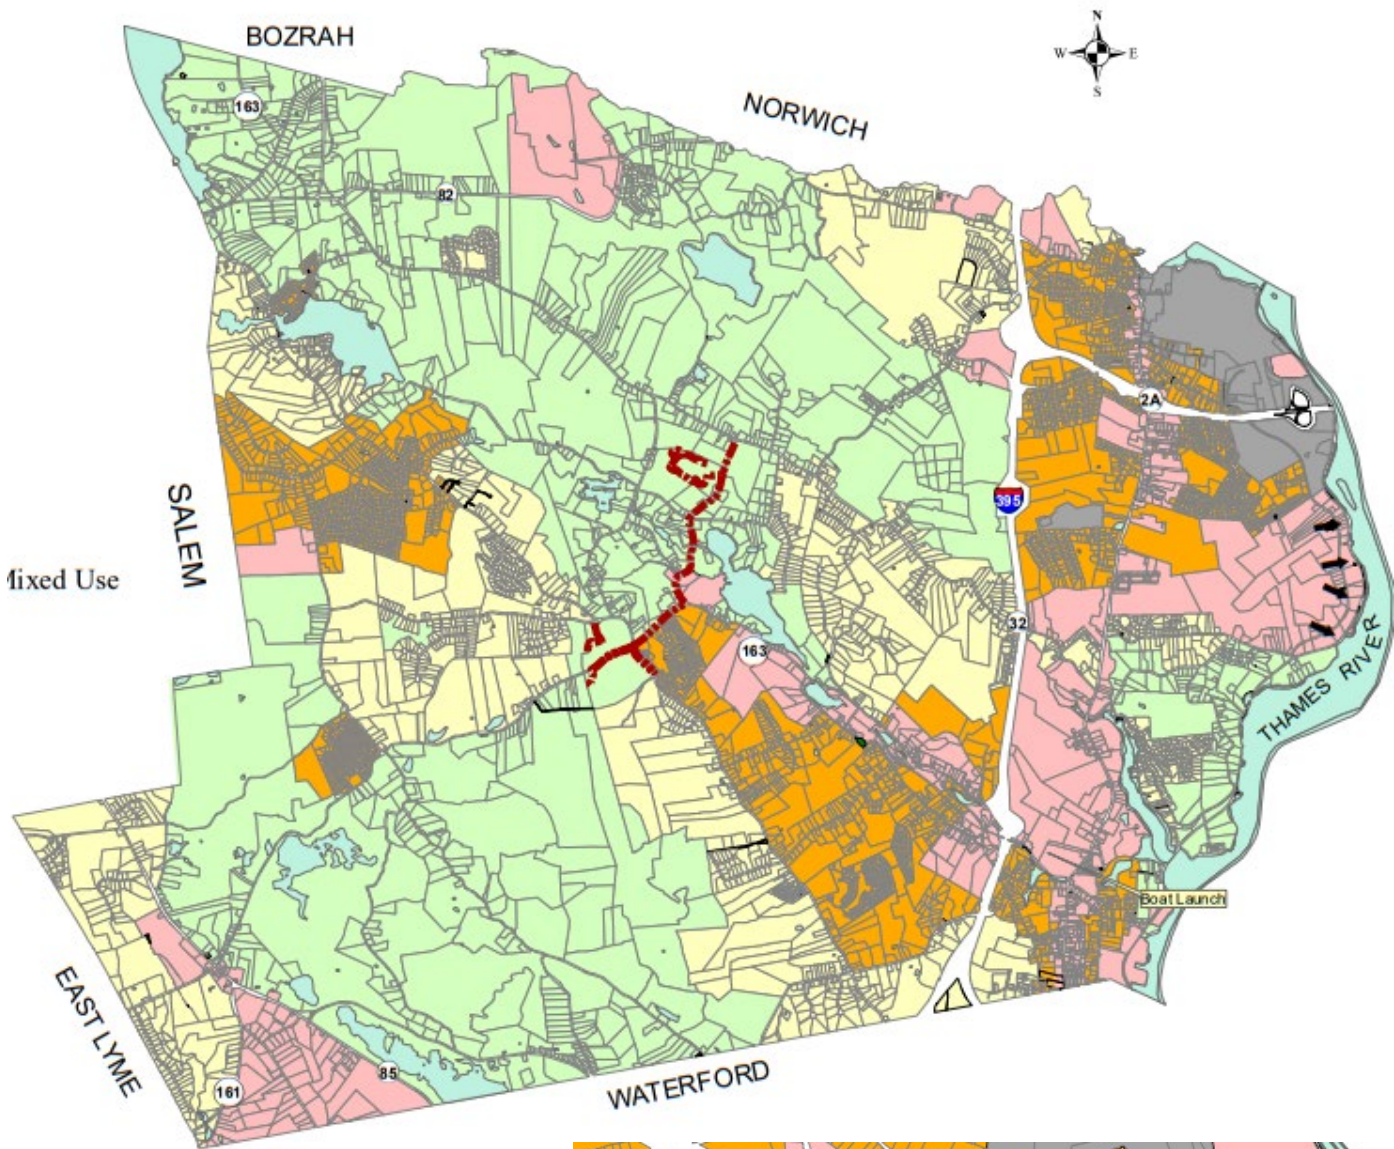 BOZRAH
N
W E
S
NORWICH
163
82
2A
SALEM
395
Mixed Use
32
163
THAMES RIVER
Boat Launch
EAST LYME
85
161
WATERFORD